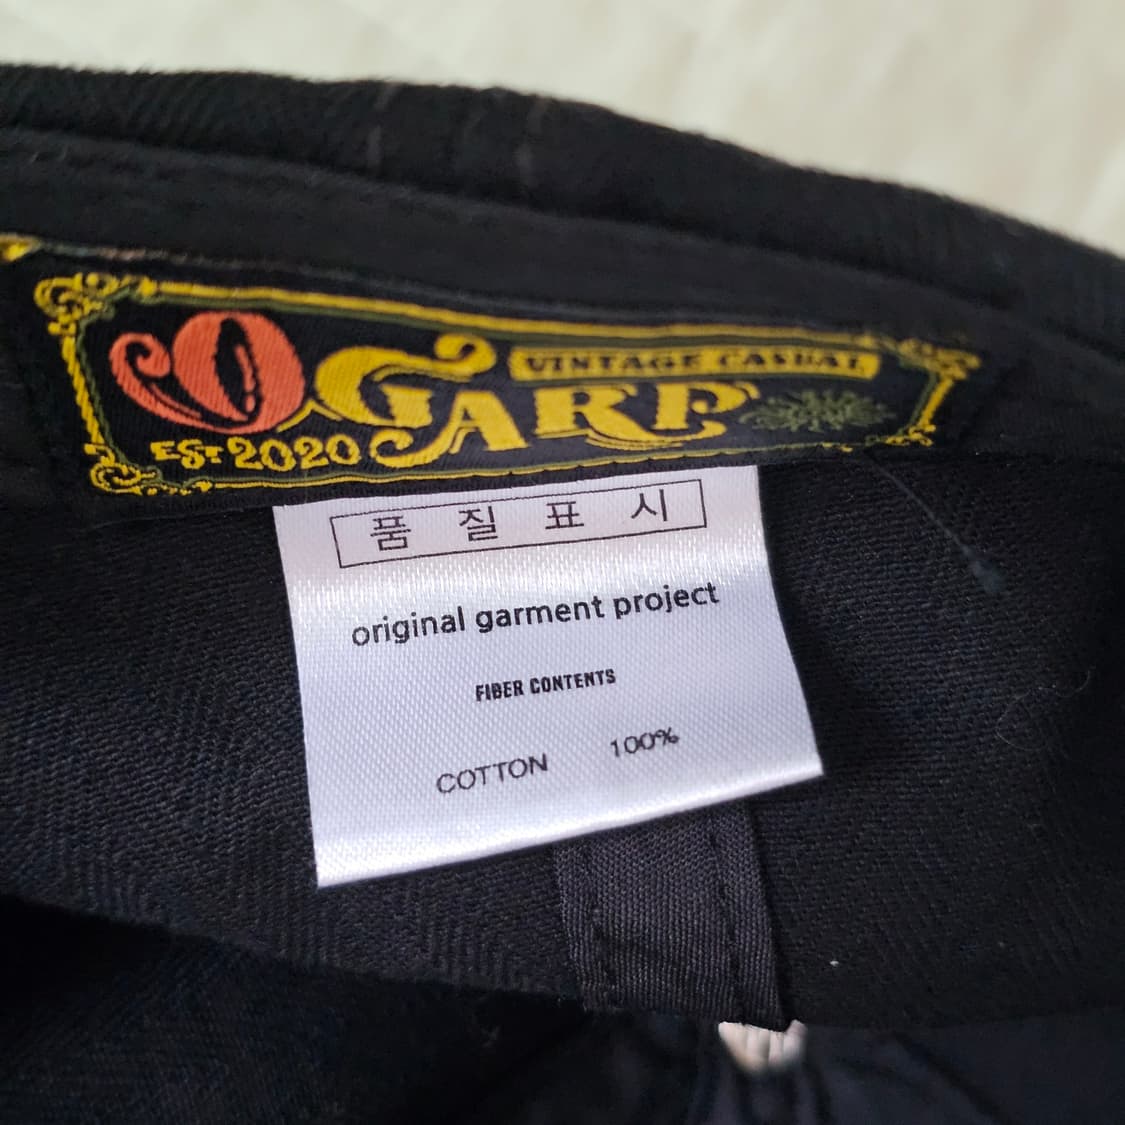 OGARP
VINTAGE CASUAL
EST 2020
품 질 표 시
original garment project
FIBER CONTENTS
COTTON 100%